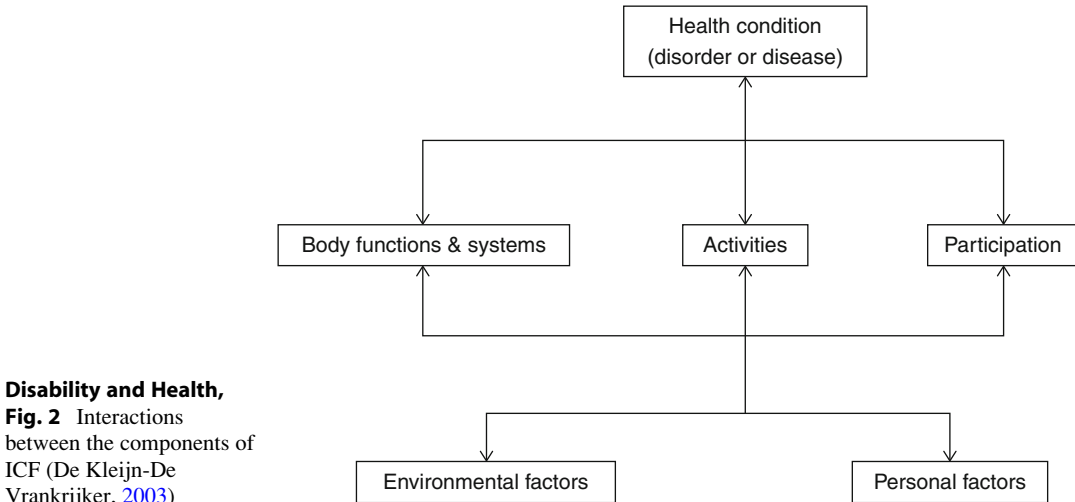 Health condition
(disorder or disease)
Body functions & systems
Activities
Participation
Environmental factors
Personal factors
Disability and Health,
Fig. 2 Interactions
between the components of
ICF (De Kleijn-De
Vrankrijker, 2003)